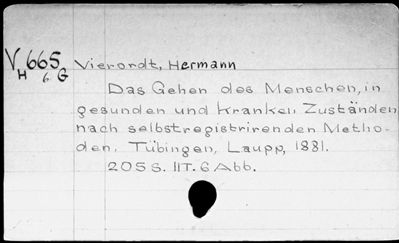 V 665 Vierordt, Hermann
H 6. G
Das Gehen des Menschen, in
gesunden und kranken Zuständen,
nach selbstregistrirenden Metho-
den. Tübingen, Laupp, 1881.
205 S. IIT. 6 Abb.